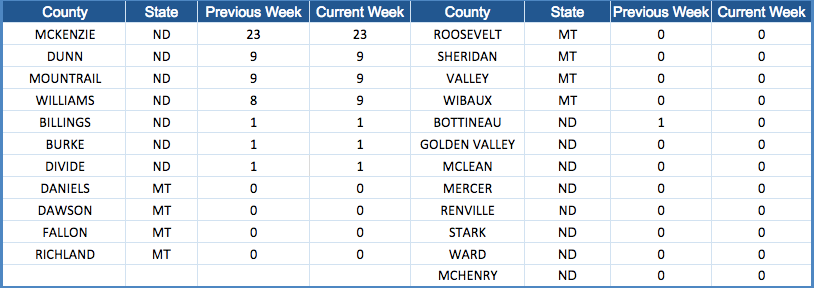 County State Previous Week Current Week County State Previous Week Current Week
MCKENZIE ND 23 23 ROOSEVELT MT 0 0
DUNN ND 9 9 SHERIDAN MT 0 0
MOUNTRAIL ND 9 9 VALLEY MT 0 0
WILLIAMS ND 8 9 WIBAUX MT 0 0
BILLINGS ND 1 1 BOTTINEAU ND 1 0
BURKE ND 1 1 GOLDEN VALLEY ND 0 0
DIVIDE ND 1 1 MCLEAN ND 0 0
DANIELS MT 0 0 MERCER ND 0 0
DAWSON MT 0 0 RENVILLE ND 0 0
FALLON MT 0 0 STARK ND 0 0
RICHLAND MT 0 0 WARD ND 0 0
MCHENRY ND 0 0